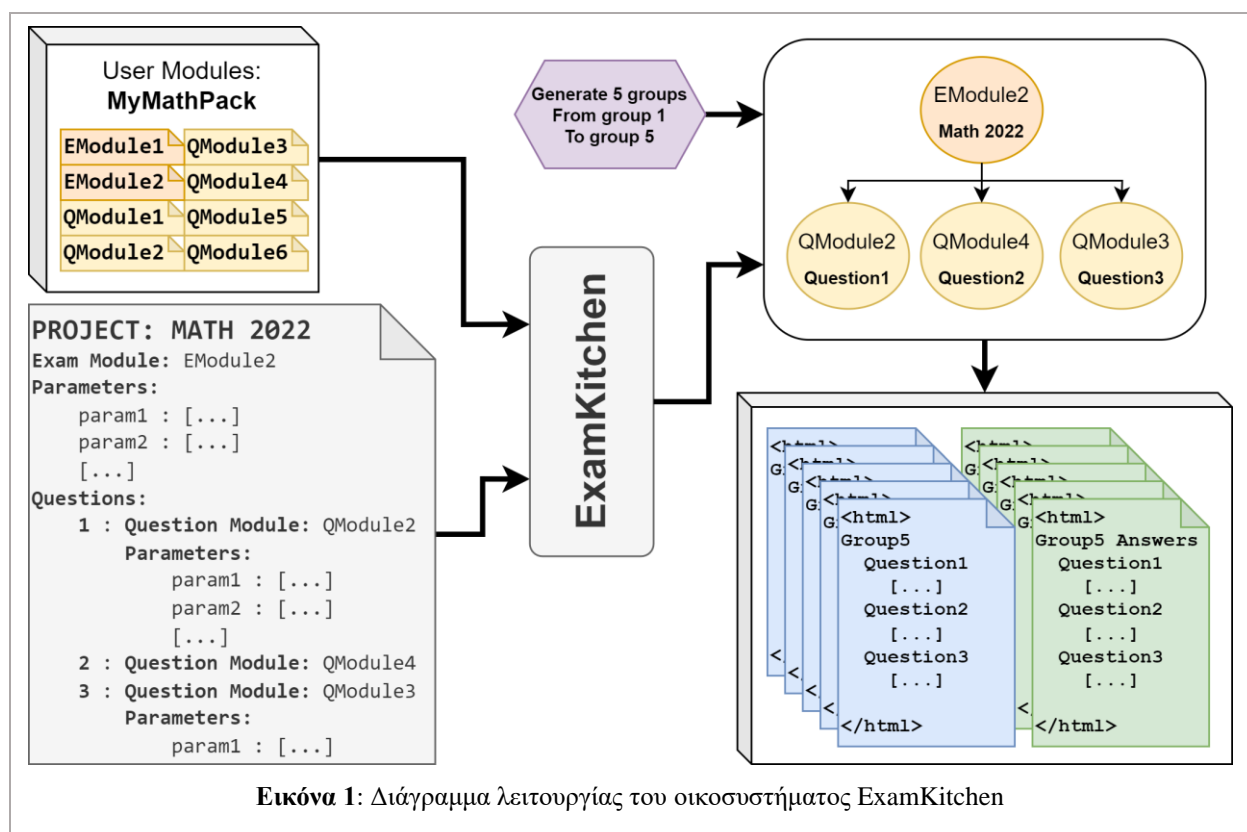 User Modules:
MyMathPack
EModule1 QModule3
EModule2 QModule4
QModule1 QModule5
QModule2 QModule6
PROJECT: MATH 2022
Exam Module: EModule2
Parameters:
param1 : [...]
param2 : [...]
[...]
Questions:
1 : Question Module: QModule2
Parameters:
param1 : [...]
param2 : [...]
[...]
2 : Question Module: QModule4
3 : Question Module: QModule3
Parameters:
param1 : [...]
ExamKitchen
Generate 5 groups
From group 1
To group 5
EModule2
Math 2022
QModule2
Question1
QModule4
Question2
QModule3
Question3
<html>
Group5
Question1
[...]
Question2
[...]
Question3
[...]
</html>
<html>
Group5 Answers
Question1
[...]
Question2
[...]
Question3
[...]
</html>
Εικόνα 1: Διάγραμμα λειτουργίας του οικοσυστήματος ExamKitchen